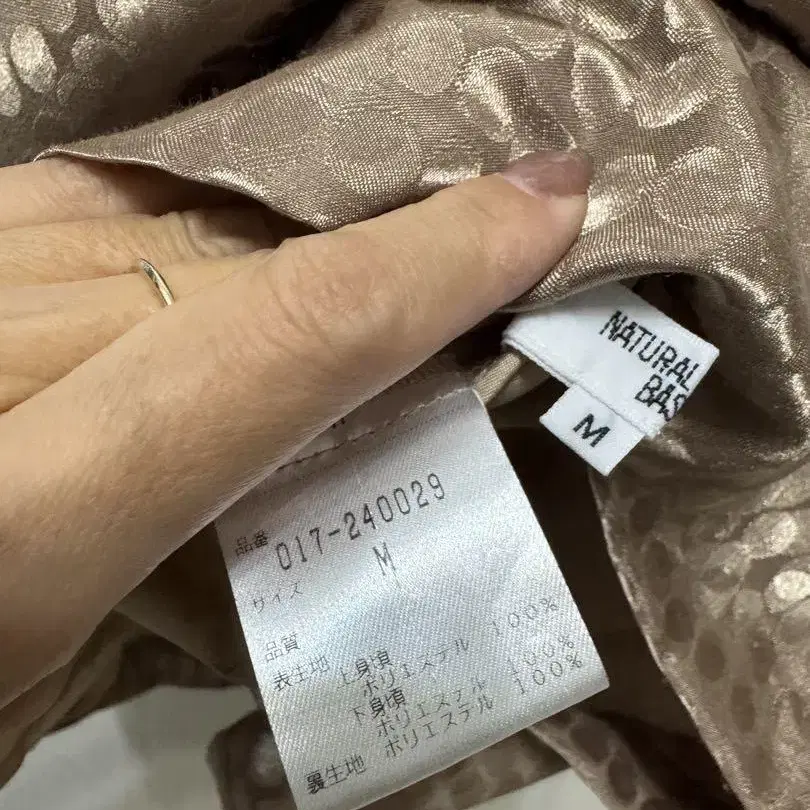 NATURAL
BAS
M
品番 017-240029
サイズ M
品質
表生地 上身頃
ポリエステル 100%
下身頃
ポリエステル 100%
裏生地 ポリエステル 100%